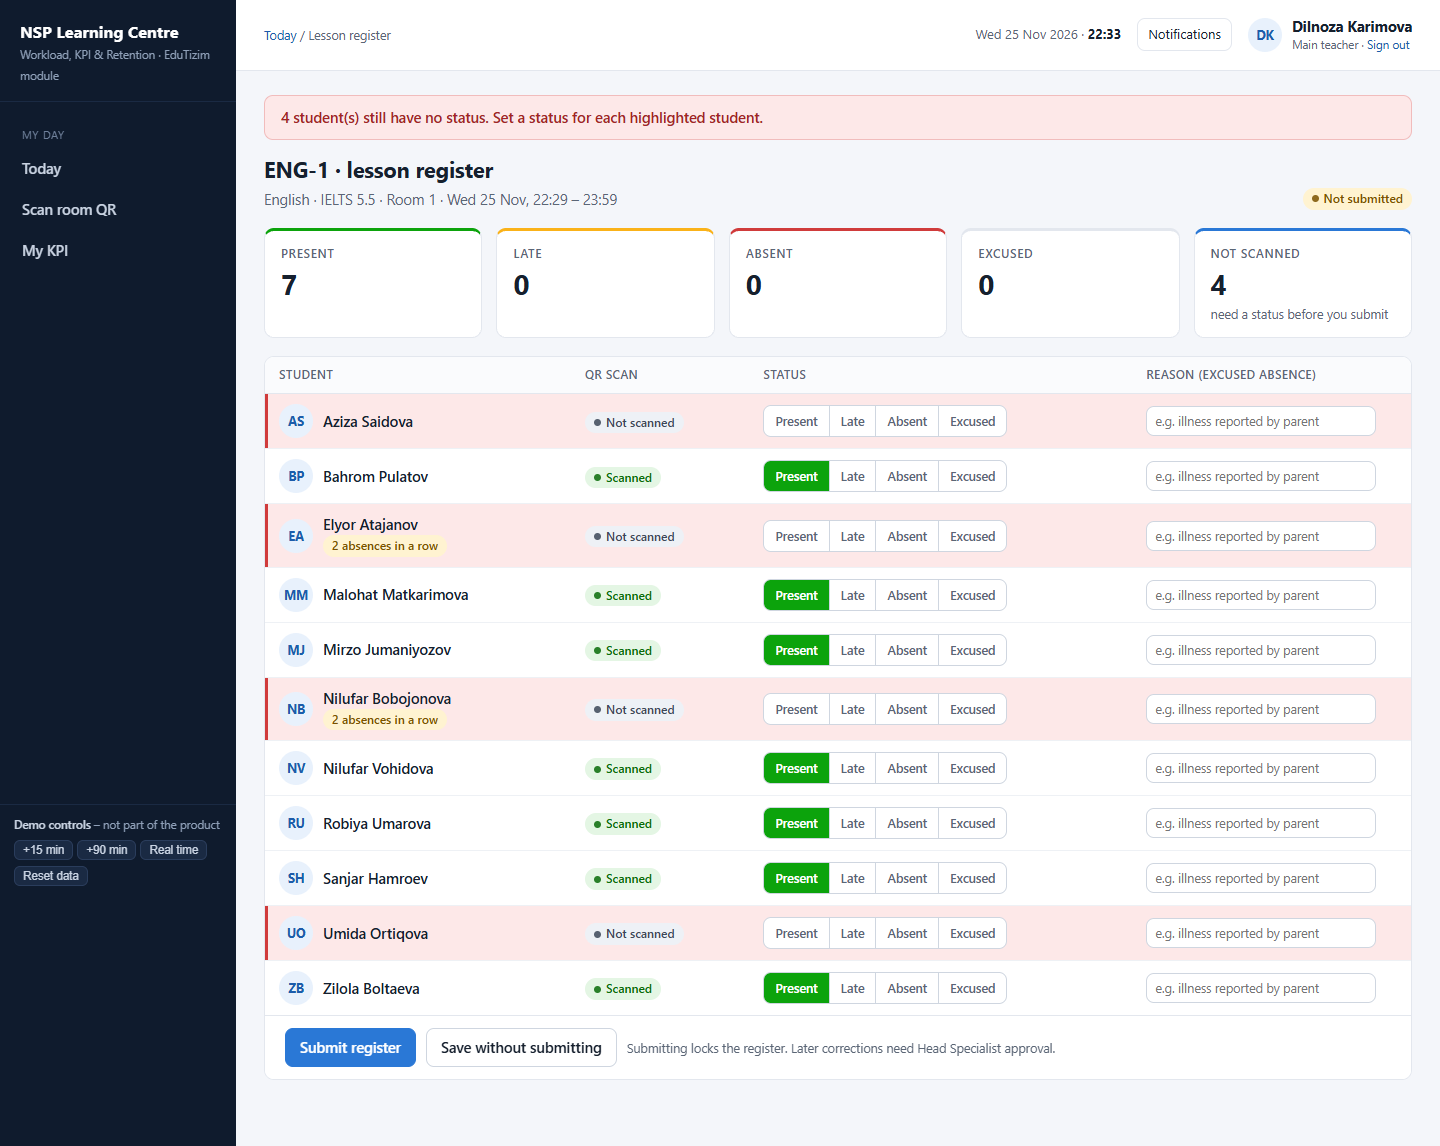 NSP Learning Centre
Workload, KPI & Retention · EduTizim
module
MY DAY
Today
Scan room QR
My KPI
Demo controls – not part of the product
+15 min +90 min Real time
Reset data
Today / Lesson register
Wed 25 Nov 2026 · 22:33
Notifications
DK
Dilnoza Karimova
Main teacher · Sign out
4 student(s) still have no status. Set a status for each highlighted student.
ENG-1 · lesson register
English · IELTS 5.5 · Room 1 · Wed 25 Nov, 22:29 – 23:59
Not submitted
PRESENT
7
LATE
0
ABSENT
0
EXCUSED
0
NOT SCANNED
4
need a status before you submit
STUDENT QR SCAN STATUS REASON (EXCUSED ABSENCE)
AS Aziza Saidova Not scanned Present Late Absent Excused e.g. illness reported by parent
BP Bahrom Pulatov Scanned Present Late Absent Excused e.g. illness reported by parent
EA Elyor Atajanov Not scanned Present Late Absent Excused e.g. illness reported by parent
2 absences in a row
MM Malohat Matkarimova Scanned Present Late Absent Excused e.g. illness reported by parent
MJ Mirzo Jumaniyozov Scanned Present Late Absent Excused e.g. illness reported by parent
NB Nilufar Bobojonova Not scanned Present Late Absent Excused e.g. illness reported by parent
2 absences in a row
NV Nilufar Vohidova Scanned Present Late Absent Excused e.g. illness reported by parent
RU Robiya Umarova Scanned Present Late Absent Excused e.g. illness reported by parent
SH Sanjar Hamroev Scanned Present Late Absent Excused e.g. illness reported by parent
UO Umida Ortiqova Not scanned Present Late Absent Excused e.g. illness reported by parent
ZB Zilola Boltaeva Scanned Present Late Absent Excused e.g. illness reported by parent
Submit register Save without submitting Submitting locks the register. Later corrections need Head Specialist approval.